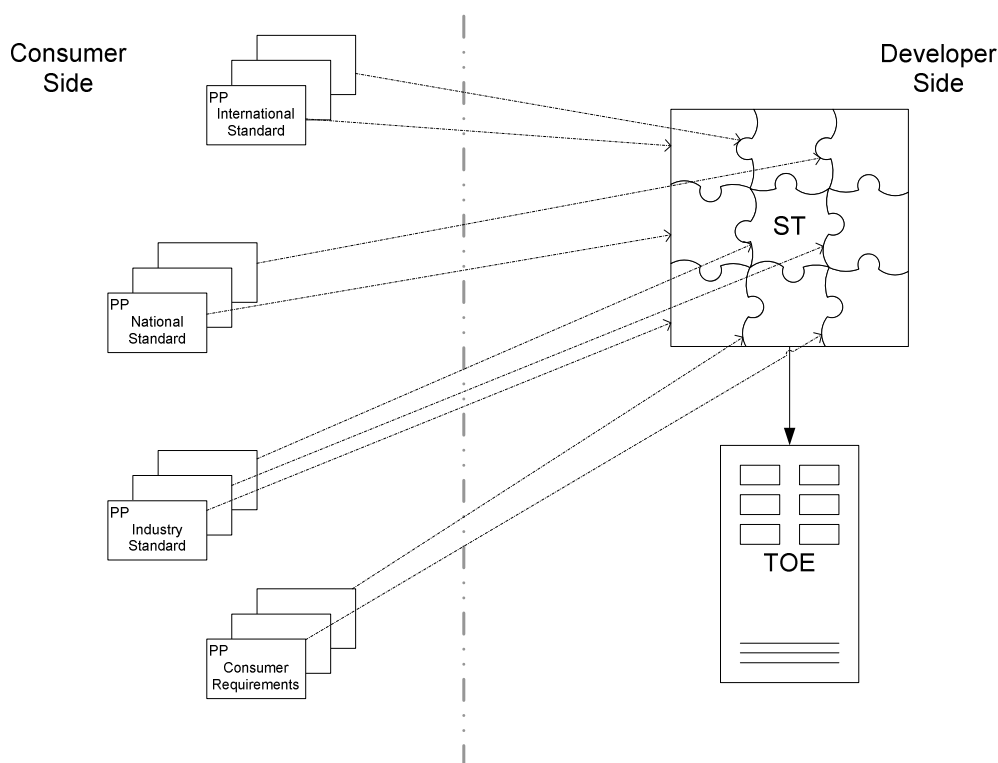 Consumer
Side
Developer
Side
PP
International
Standard
ST
PP
National
Standard
PP
Industry
Standard
TOE
PP
Consumer
Requirements